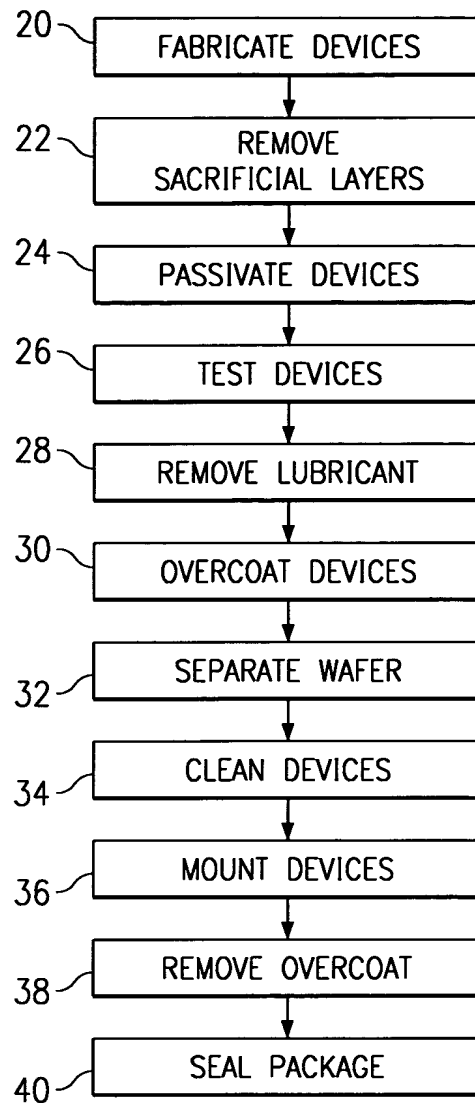 20
FABRICATE DEVICES
22
REMOVE
SACRIFICIAL LAYERS
24
PASSIVATE DEVICES
26
TEST DEVICES
28
REMOVE LUBRICANT
30
OVERCOAT DEVICES
32
SEPARATE WAFER
34
CLEAN DEVICES
36
MOUNT DEVICES
38
REMOVE OVERCOAT
40
SEAL PACKAGE